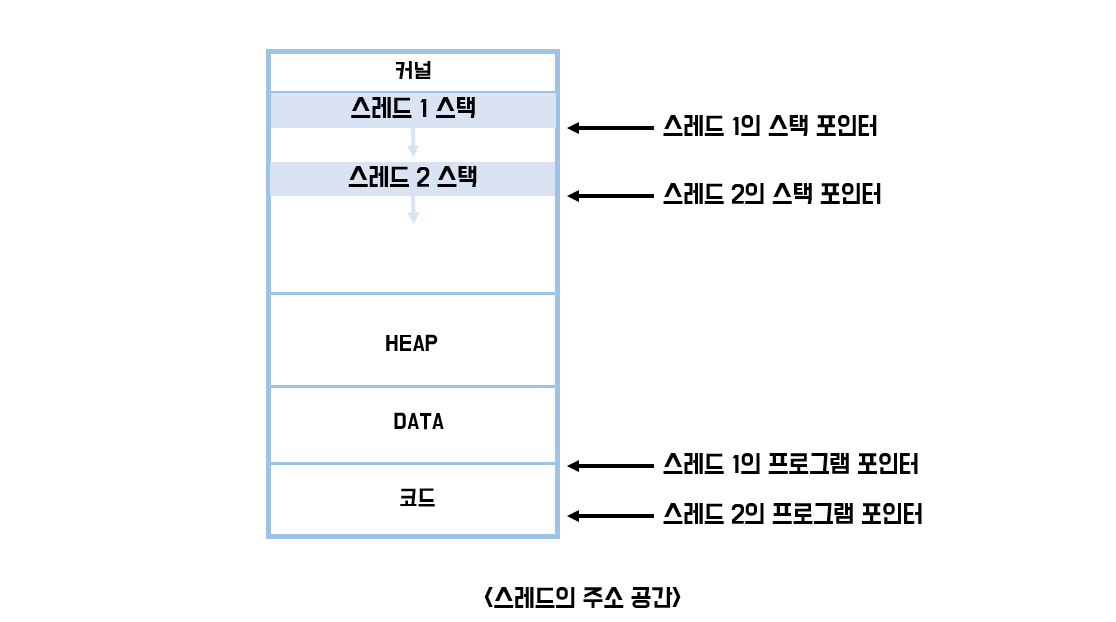 커널
스레드 1 스택
스레드 1의 스택 포인터
스레드 2 스택
스레드 2의 스택 포인터
HEAP
DATA
스레드 1의 프로그램 포인터
코드
스레드 2의 프로그램 포인터
<스레드의 주소 공간>